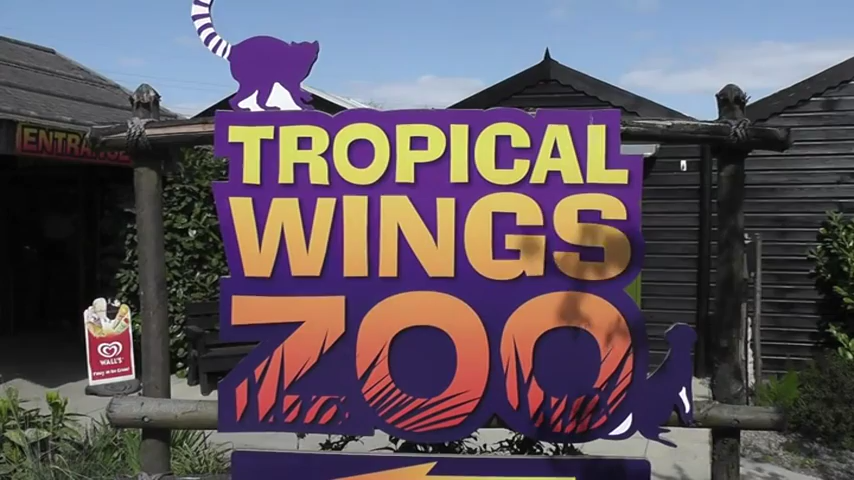 TROPICAL
WINGS
ZOO
ENTRANCE
WALL'S